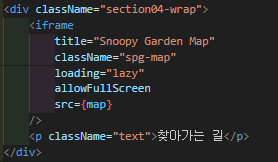 <div className="section04-wrap">
<iframe
title="Snoopy Garden Map"
className="spg-map"
loading="lazy"
allowFullScreen
src={map}
/>
<p className="text">찾아가는 길</p>
</div>